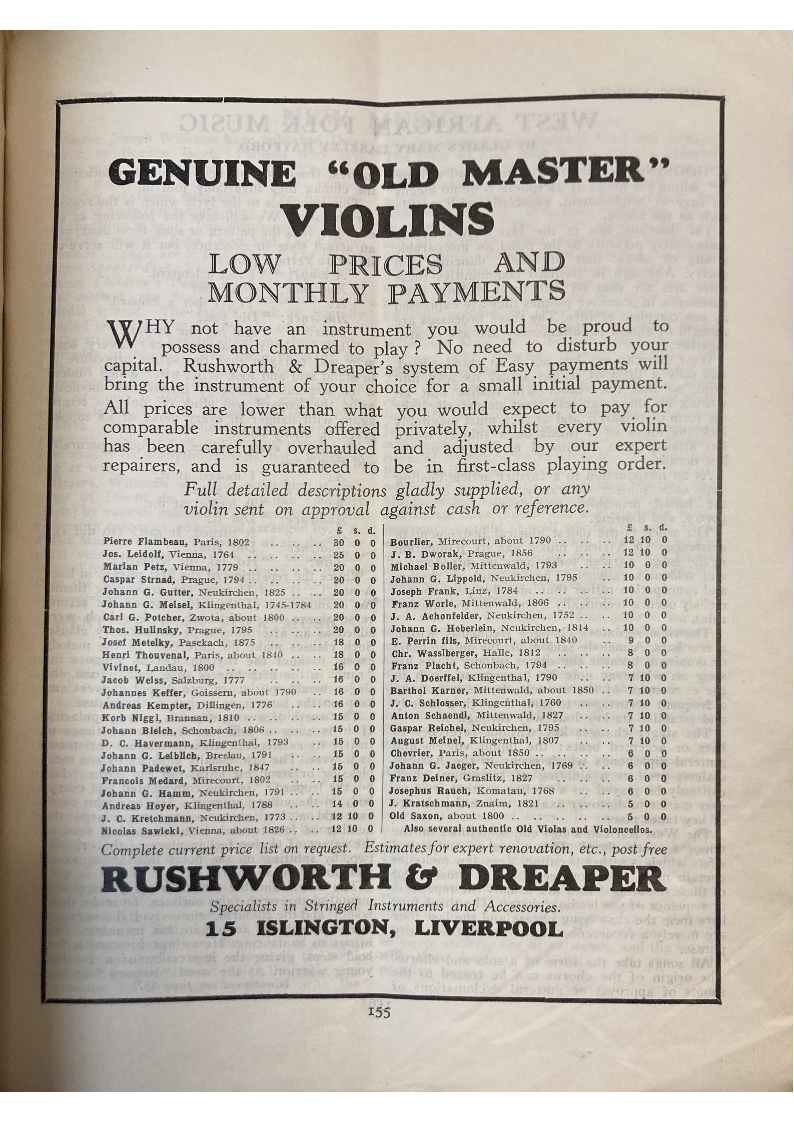 GENUINE “OLD MASTER”
VIOLINS
LOW PRICES AND
MONTHLY PAYMENTS
WHY not have an instrument you would be proud to
possess and charmed to play? No need to disturb your
capital. Rushworth & Dreaper's system of Easy payments will
bring the instrument of your choice for a small initial payment.
All prices are lower than what you would expect to pay for
comparable instruments offered privately, whilst every violin
has been carefully overhauled and adjusted by our expert
repairers, and is guaranteed to be in first-class playing order.
Full detailed descriptions gladly supplied, or any
violin sent on approval against cash or reference.
£ s. d.
Pierre Flambeau, Paris, 1802 .. .. .. 30 0 0
Jos. Leidolf, Vienna, 1764 .. .. .. .. 25 0 0
Marian Petz, Vienna, 1779 .. .. .. .. 20 0 0
Caspar Strnad, Prague, 1794 .. .. .. .. 20 0 0
Johann G. Gutter, Neukirchen, 1825 .. .. 20 0 0
Johann G. Meisel, Klingenthal, 1745-1784 20 0 0
Carl G. Potcher, Zwota, about 1800 .. .. 20 0 0
Thos. Hulinsky, Prague, 1795 .. .. .. 20 0 0
Josef Metelky, Paseckach, 1875 .. .. 18 0 0
Henri Thouvenal, Paris, about 1840 .. .. 18 0 0
Vivinet, Landau, 1800 .. .. .. .. .. 16 0 0
Jacob Weiss, Salzburg, 1777 .. .. .. 16 0 0
Johannes Keffer, Goissern, about 1790 .. 16 0 0
Andreas Kempter, Dillingen, 1776 .. .. 16 0 0
Korb Niggl, Brannan, 1810 .. .. .. .. 15 0 0
Johann Bleich, Schonbach, 1806 .. .. .. 15 0 0
D. C. Havermann, Klingenthal, 1793 .. 15 0 0
Johann G. Leiblich, Breslau, 1791 .. .. 15 0 0
Johann Padewet, Karlsruhe, 1847 .. .. 15 0 0
Francois Medard, Mirecourt, 1802 .. .. 15 0 0
Johann G. Hamm, Neukirchen, 1791 .. .. 15 0 0
Andreas Hoyer, Klingenthal, 1788 .. .. 14 0 0
J. C. Kretchmann, Neukirchen, 1773 .. .. 12 10 0
Nicolas Sawicki, Vienna, about 1826 .. .. 12 10 0
£ s. d.
Bourlier, Mirecourt, about 1790 .. .. .. 12 10 0
J. B. Dworak, Prague, 1856 .. .. .. 12 10 0
Michael Boller, Mittenwald, 1793 .. .. 10 0 0
Johann G. Lippold, Neukirchen, 1795 .. 10 0 0
Joseph Frank, Linz, 1784 .. .. .. .. 10 0 0
Franz Worle, Mittenwald, 1806 .. .. .. 10 0 0
J. A. Aehonfelder, Neukirchen, 1752 .. .. 10 0 0
Johann G. Heberlein, Neukirchen, 1814 .. 10 0 0
E. Perrin fils, Mirecourt, about 1840 .. 9 0 0
Chr. Wasslberger, Halle, 1812 .. .. .. 8 0 0
Franz Placht, Schonbach, 1794 .. .. .. 8 0 0
J. A. Doerffel, Klingenthal, 1790 .. .. 7 10 0
Barthol Karner, Mittenwald, about 1850 .. 7 10 0
J. C. Schlosser, Klingenthal, 1760 .. .. 7 10 0
Anton Schaendl, Mittenwald, 1827 .. .. 7 10 0
Gaspar Reichel, Neukirchen, 1795 .. .. 7 10 0
August Meinel, Klingenthal, 1807 .. .. 7 10 0
Chevrier, Paris, about 1850 .. .. .. .. 6 0 0
Johann G. Jaeger, Neukirchen, 1769 .. .. 6 0 0
Franz Deiner, Graslitz, 1827 .. .. .. 6 0 0
Josephus Rauch, Komatau, 1768 .. .. 6 0 0
J. Kratschmann, Znaim, 1821 .. .. .. 5 0 0
Old Saxon, about 1800 .. .. .. .. .. 5 0 0
Also several authentic Old Violas and Violoncellos.
Complete current price list on request. Estimates for expert renovation, etc., post free
RUSHWORTH & DREAPER
Specialists in Stringed Instruments and Accessories.
15 ISLINGTON, LIVERPOOL
155